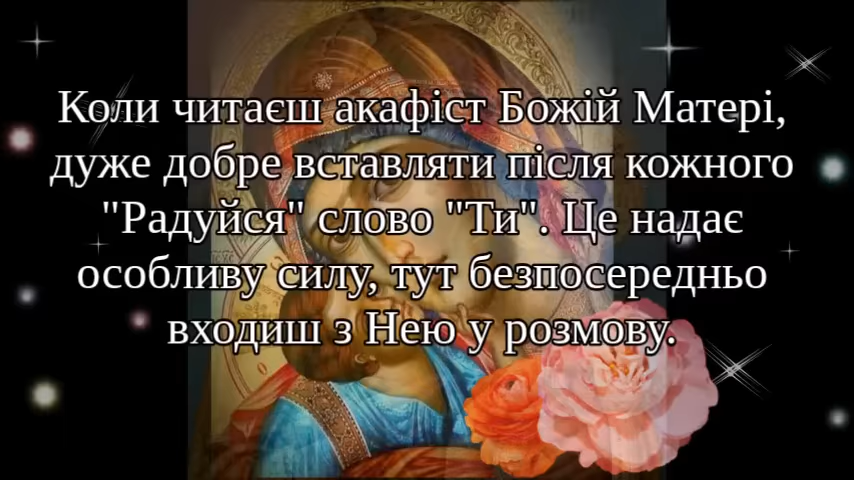 Коли читаєш акафіст Божій Матері,
дуже добре вставляти після кожного
"Радуйся" слово "Ти". Це надає
особливу силу, тут безпосередньо
входиш з Нею у розмову.